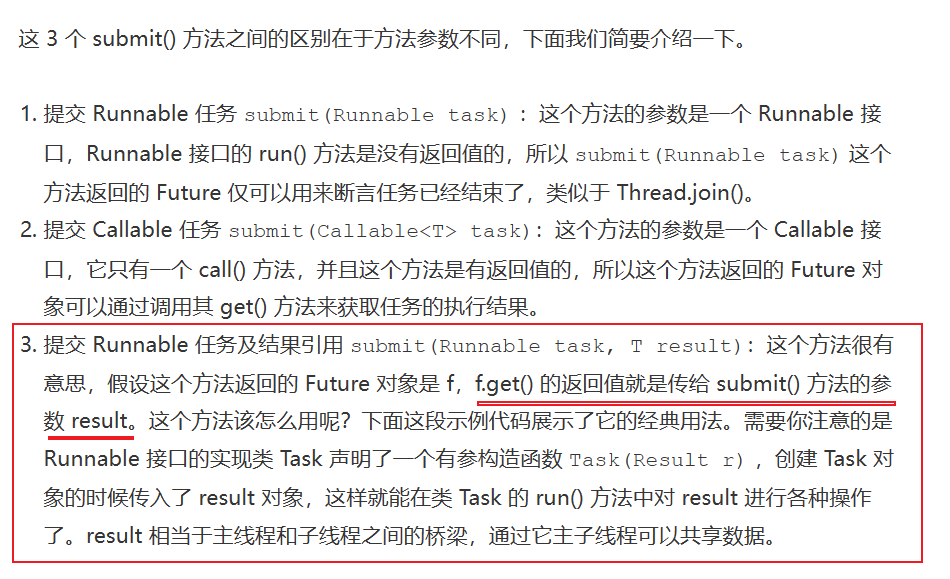 这 3 个 submit() 方法之间的区别在于方法参数不同，下面我们简要介绍一下。
1. 提交 Runnable 任务 submit(Runnable task) ：这个方法的参数是一个 Runnable 接
口，Runnable 接口的 run() 方法是没有返回值的，所以 submit(Runnable task) 这个
方法返回的 Future 仅可以用来断言任务已经结束了，类似于 Thread.join()。
2. 提交 Callable 任务 submit(Callable<T> task)：这个方法的参数是一个 Callable 接
口，它只有一个 call() 方法，并且这个方法是有返回值的，所以这个方法返回的 Future 对
象可以通过调用其 get() 方法来获取任务的执行结果。
3. 提交 Runnable 任务及结果引用 submit(Runnable task, T result)：这个方法很有
意思，假设这个方法返回的 Future 对象是 f，f.get() 的返回值就是传给 submit() 方法的参
数 result。这个方法该怎么用呢？下面这段示例代码展示了它的经典用法。需要你注意的是
Runnable 接口的实现类 Task 声明了一个有参构造函数 Task(Result r) ，创建 Task 对
象的时候传入了 result 对象，这样就能在类 Task 的 run() 方法中对 result 进行各种操作
了。result 相当于主线程和子线程之间的桥梁，通过它主子线程可以共享数据。